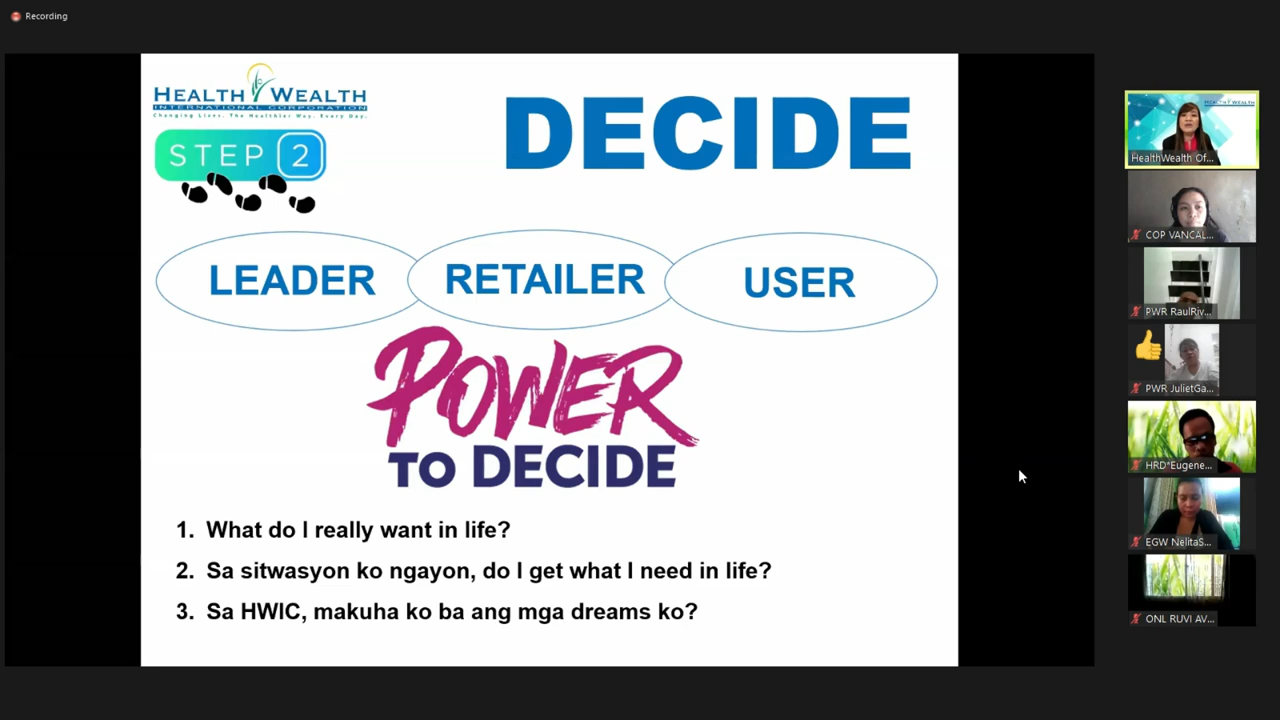 Recording
HEALTH WEALTH
INTERNATIONAL CORPORATION
Changing Lives. The Healthier Way. Every Day.
STEP 2
DECIDE
LEADER
RETAILER
USER
POWER
TO DECIDE
1. What do I really want in life?
2. Sa sitwasyon ko ngayon, do I get what I need in life?
3. Sa HWIC, makuha ko ba ang mga dreams ko?
HEALTH WEALTH
HealthWealth Of...
COP VANCAL...
PWR RaulRiv...
PWR JulietGa...
HRD*Eugene...
EGW NelitaS...
ONL RUVI AV...